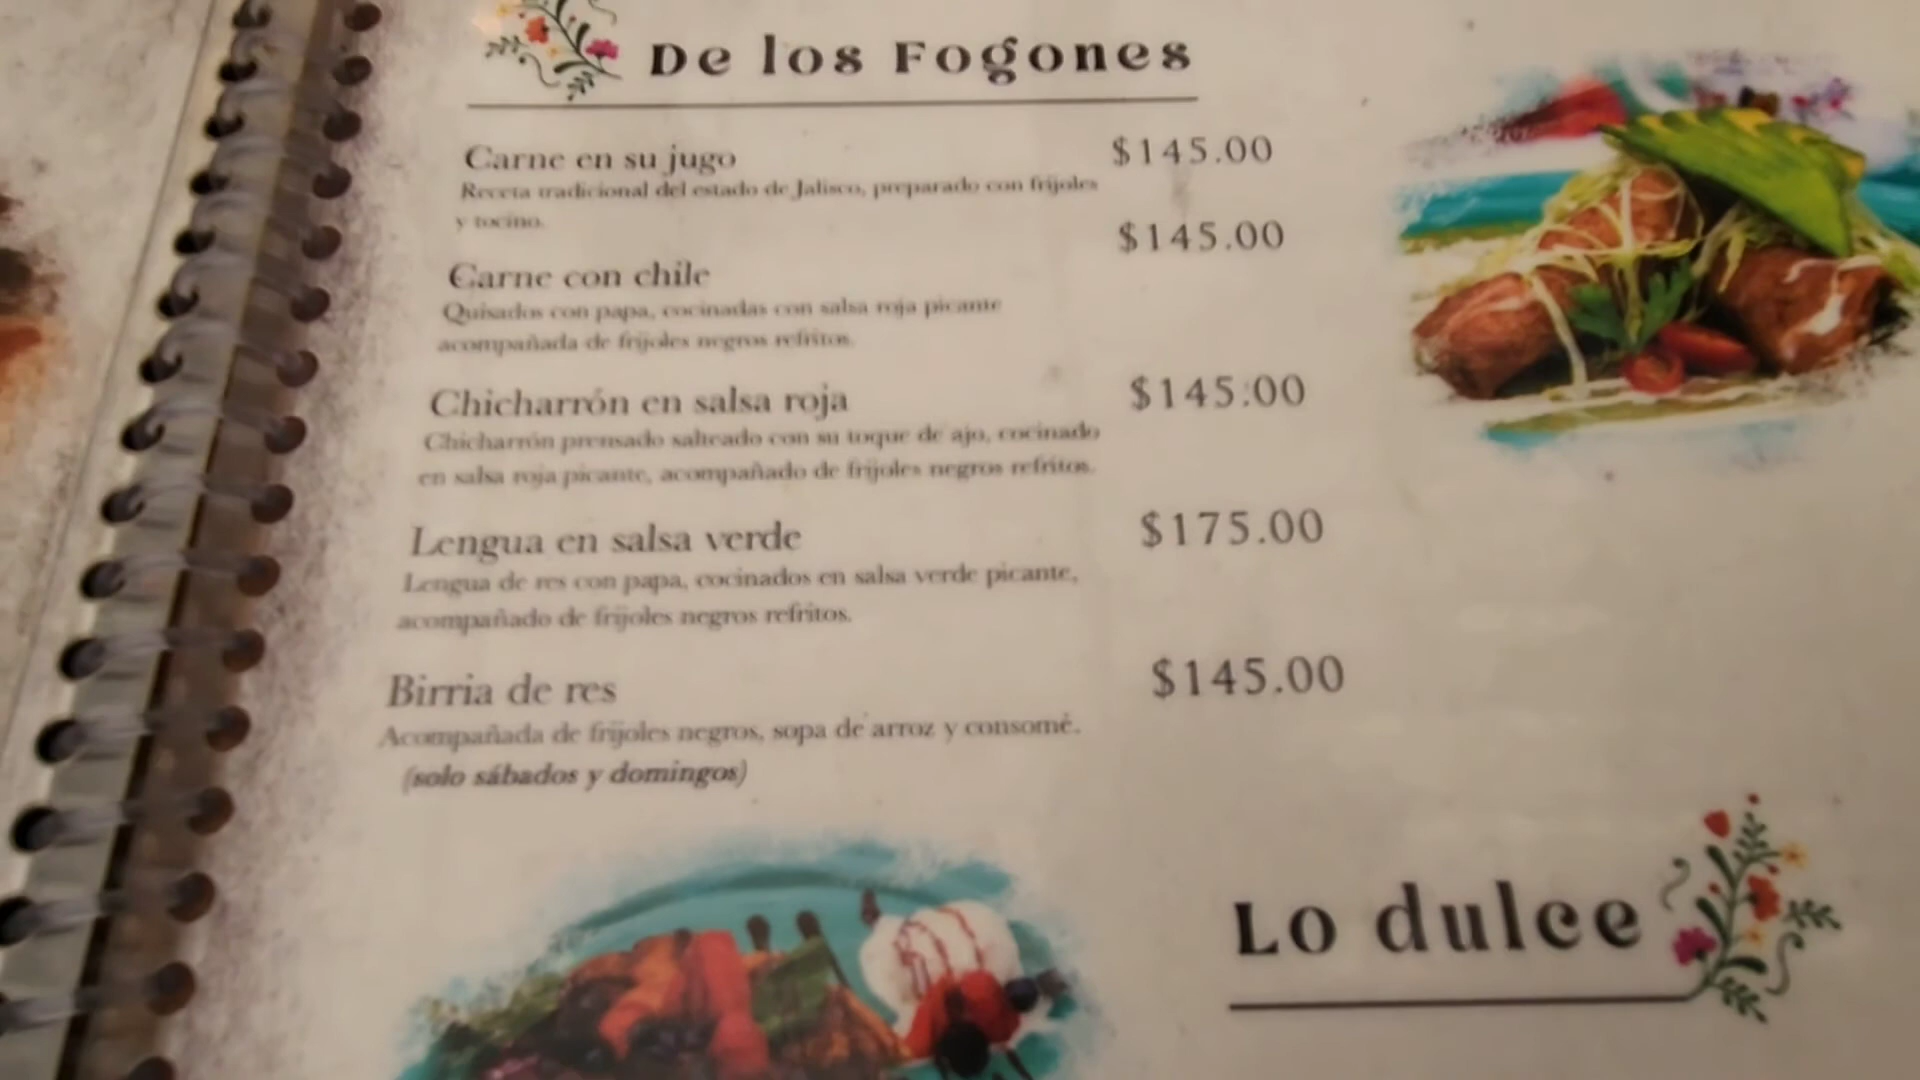 De los Fogones
Carne en su jugo $145.00
Receta tradicional del estado de Jalisco, preparado con frijoles
y tocino.
$145.00
Carne con chile
Quisados con papa, cocinadas con salsa roja picante
acompañada de frijoles negros refritos.
Chicharrón en salsa roja $145.00
Chicharrón prensado salteado con su toque de ajo, cocinado
en salsa roja picante, acompañado de frijoles negros refritos.
Lengua en salsa verde $175.00
Lengua de res con papa, cocinados en salsa verde picante,
acompañado de frijoles negros refritos.
Birria de res $145.00
Acompañada de frijoles negros, sopa de arroz y consomé.
(solo sábados y domingos)
Lo dulce